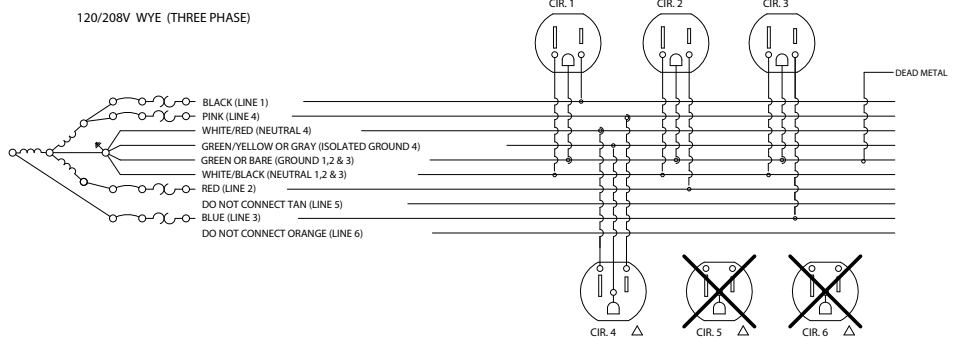 CIR. 1
CIR. 2
CIR. 3
120/208V WYE (THREE PHASE)
DEAD METAL
BLACK (LINE 1)
PINK (LINE 4)
WHITE/RED (NEUTRAL 4)
GREEN/YELLOW OR GRAY (ISOLATED GROUND 4)
GREEN OR BARE (GROUND 1,2 & 3)
WHITE/BLACK (NEUTRAL 1,2 & 3)
RED (LINE 2)
DO NOT CONNECT TAN (LINE 5)
BLUE (LINE 3)
DO NOT CONNECT ORANGE (LINE 6)
CIR. 4
CIR. 5
CIR. 6